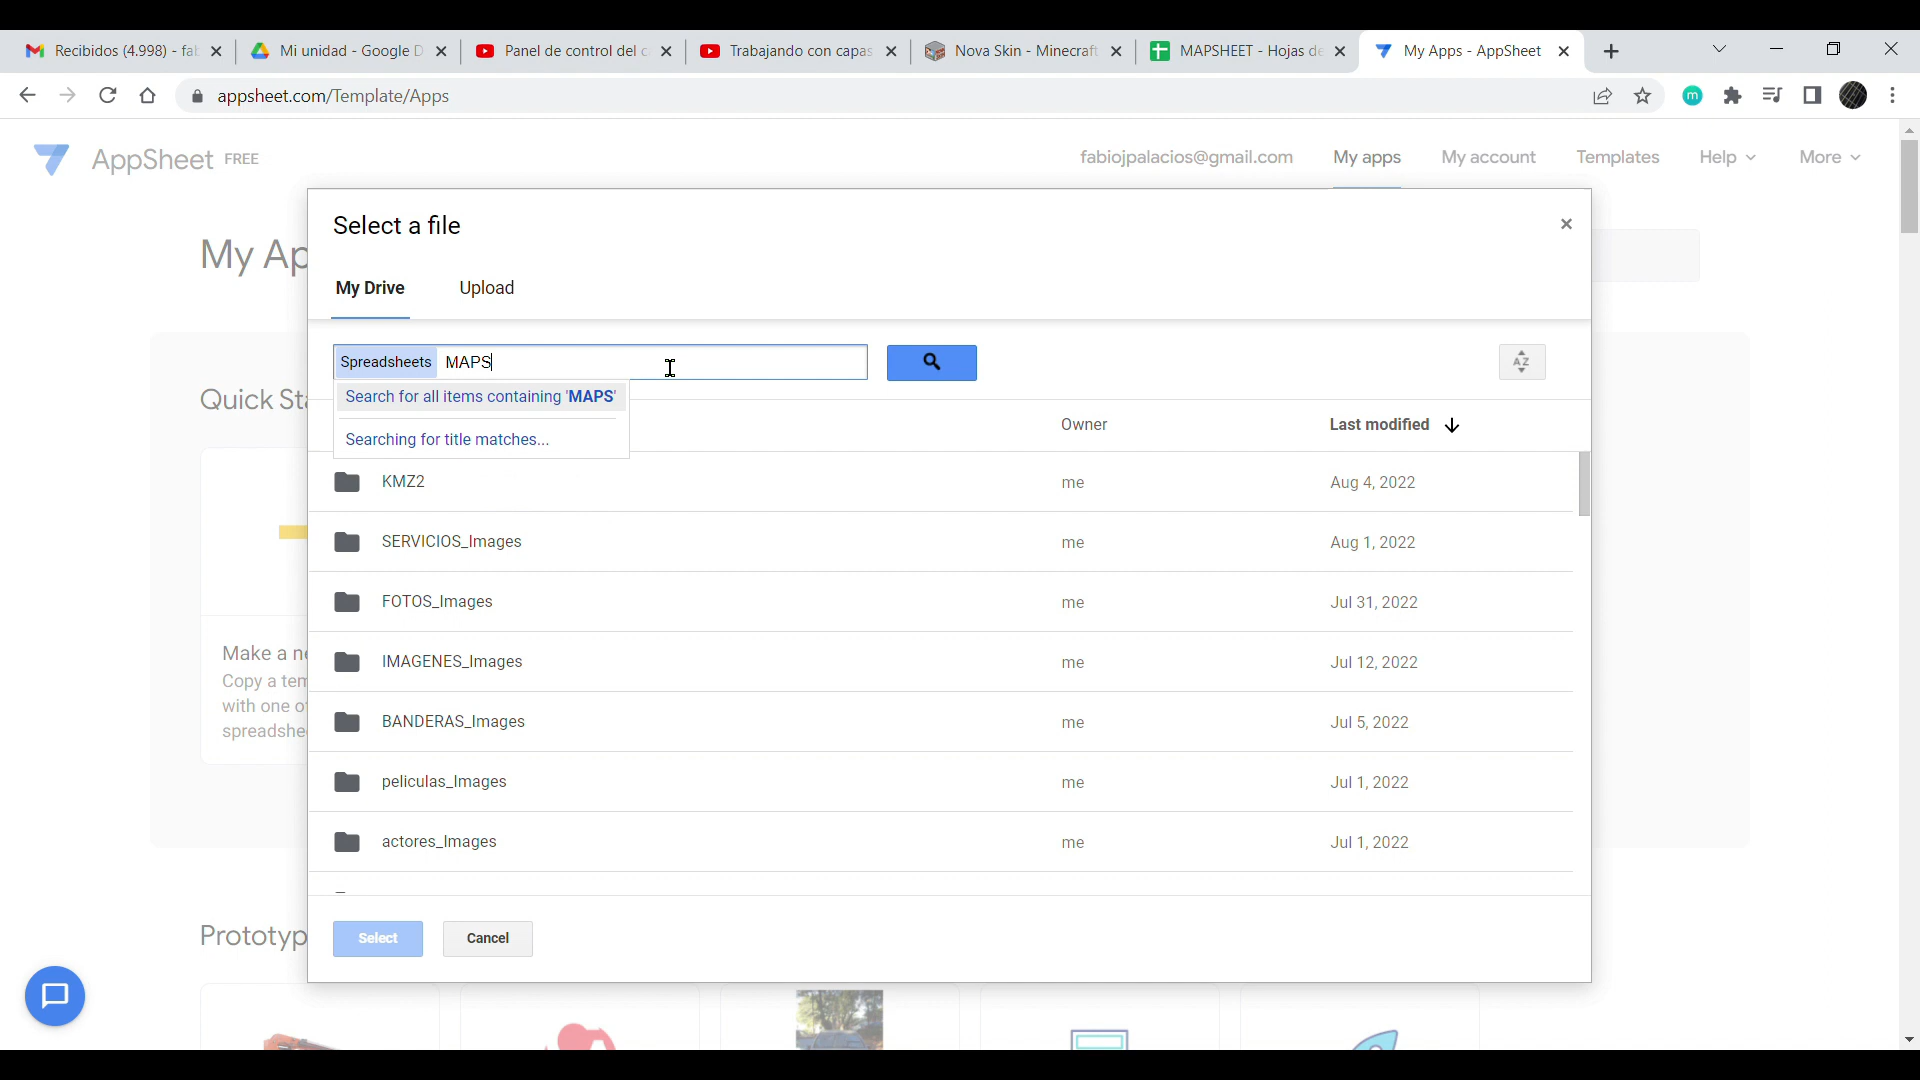 Recibidos (4.998) - fab
Mi unidad - Google D
Panel de control del c
Trabajando con capas
Nova Skin - Minecraft
MAPSHEET - Hojas de
My Apps - AppSheet
appsheet.com/Template/Apps
m
AppSheet FREE
fabiojpalacios@gmail.com
My apps
My account
Templates
Help
More
My Ap
Select a file
×
My Drive
Upload
Quick Sta
Spreadsheets MAPS
AZ
Search for all items containing 'MAPS'
Searching for title matches...
Owner
Last modified
KMZ2
me
Aug 4, 2022
SERVICIOS_Images
me
Aug 1, 2022
FOTOS_Images
me
Jul 31, 2022
IMAGENES_Images
me
Jul 12, 2022
BANDERAS_Images
me
Jul 5, 2022
peliculas_Images
me
Jul 1, 2022
actores_Images
me
Jul 1, 2022
Make a ne
Copy a tem
with one o
spreadshe
Select
Cancel
Prototyp